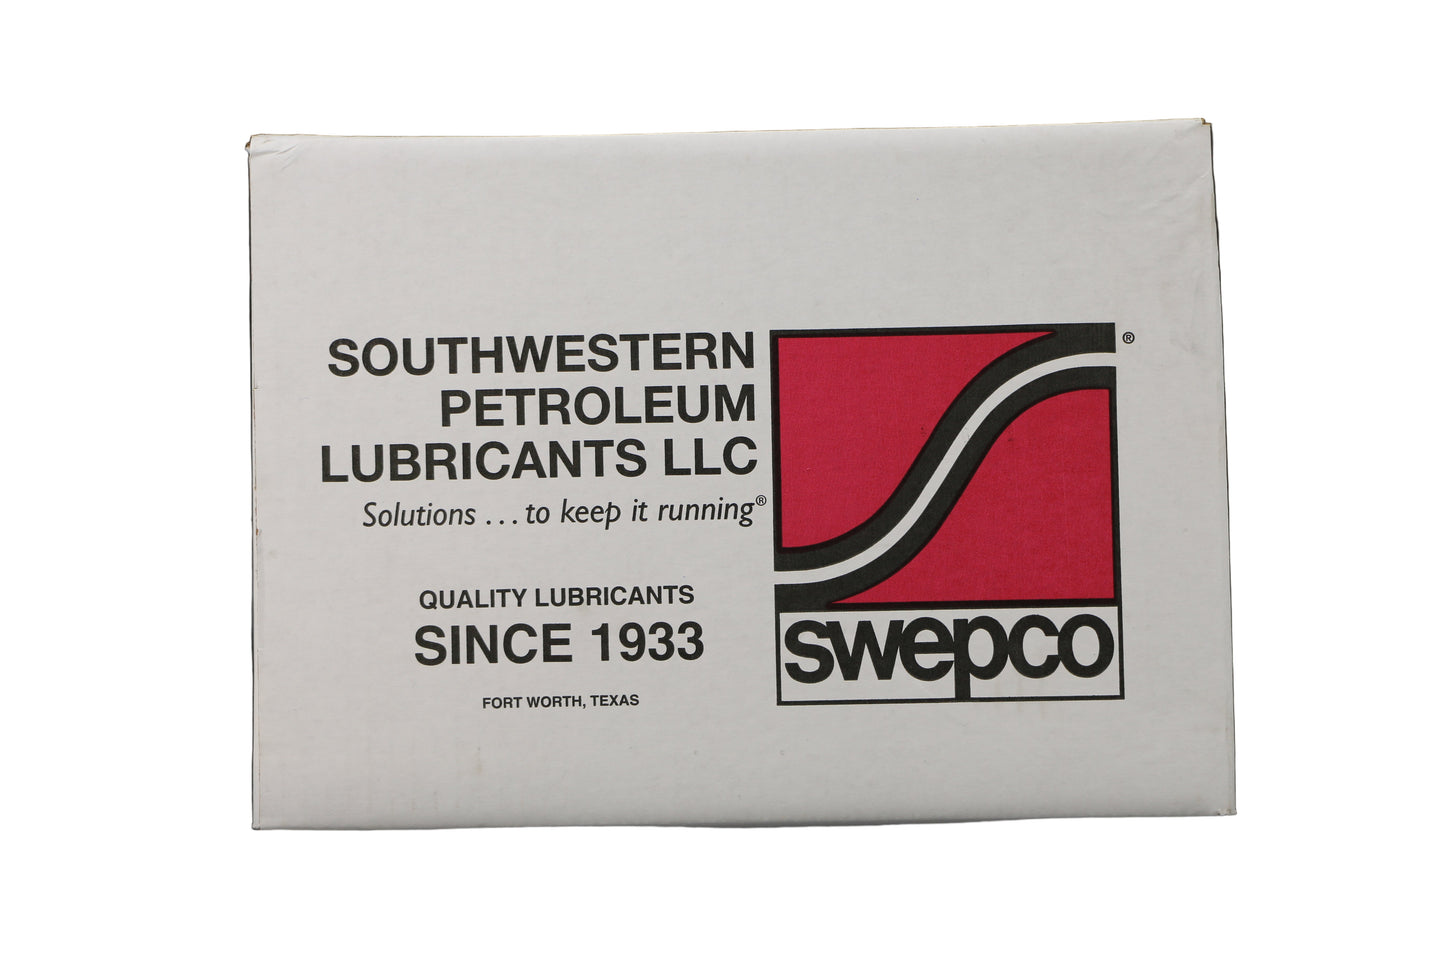 SOUTHWESTERN
PETROLEUM
LUBRICANTS LLC
Solutions ... to keep it running®
QUALITY LUBRICANTS
SINCE 1933
FORT WORTH, TEXAS
®
swepco